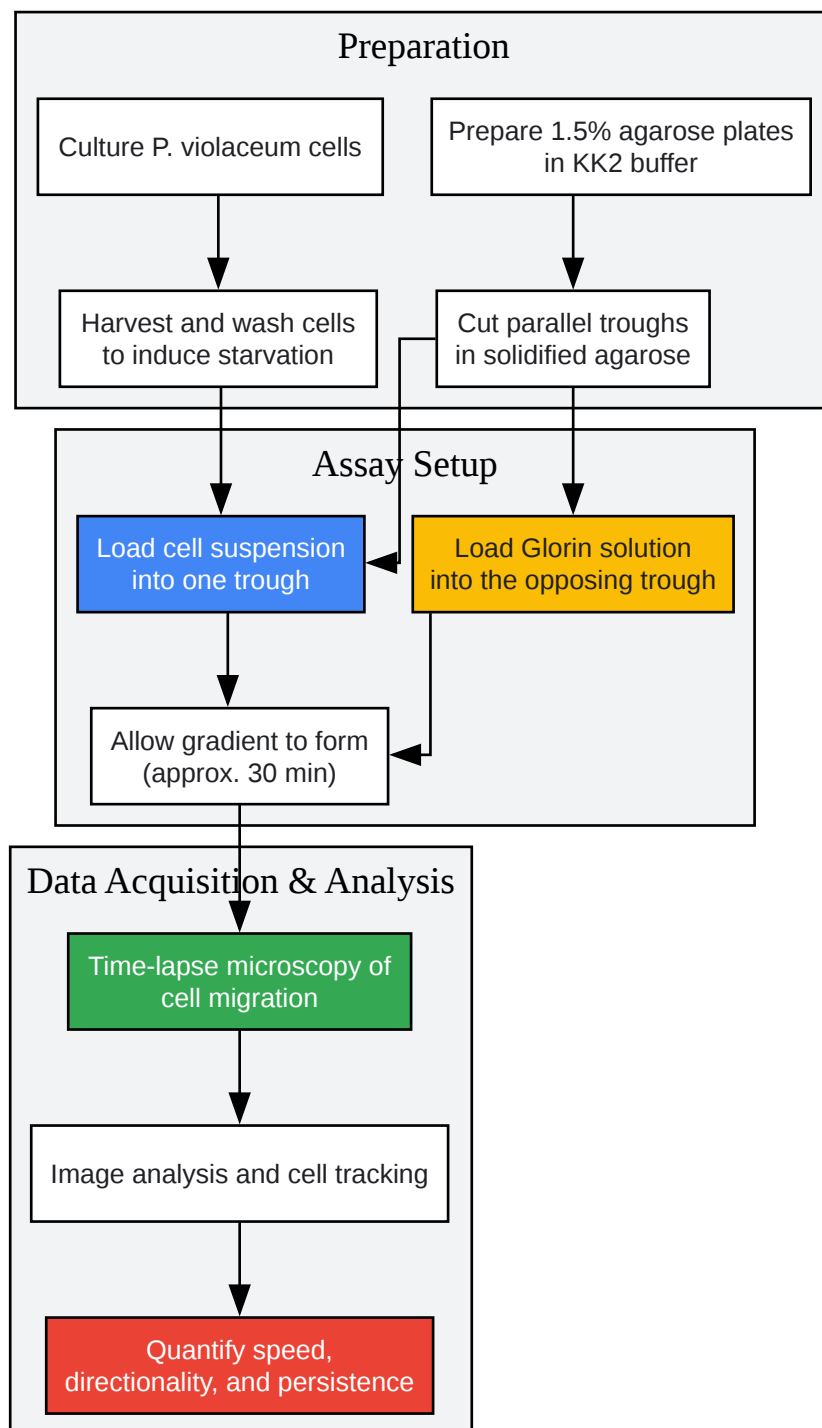 Preparation
Culture P. violaceum cells
Prepare 1.5% agarose plates
in KK2 buffer
Harvest and wash cells
to induce starvation
Cut parallel troughs
in solidified agarose
Assay Setup
Load cell suspension
into one trough
Load Glorin solution
into the opposing trough
Allow gradient to form
(approx. 30 min)
Data Acquisition & Analysis
Time-lapse microscopy of
cell migration
Image analysis and cell tracking
Quantify speed,
directionality, and persistence